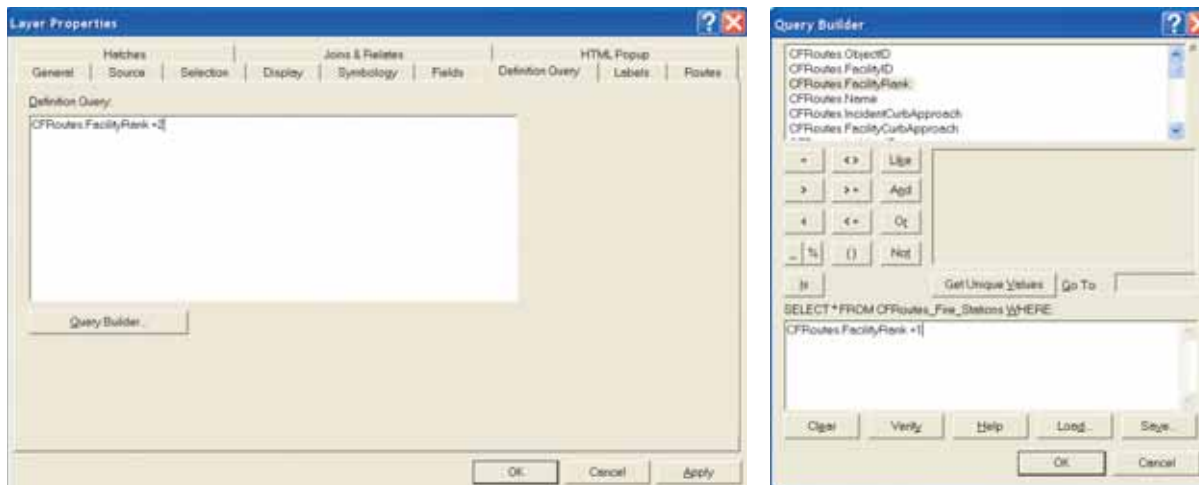 Layer Properties
Hatches Joins & Relates HTML Popup
General Source Selection Display Symbology Fields Definition Query Labels Routes
Definition Query:
CFRoutes.FacilityRank =2
Query Builder...
OK Cancel Apply
Query Builder
CFRoutes.ObjectID
CFRoutes.FacilityID
CFRoutes.FacilityRank
CFRoutes.Name
CFRoutes.IncidentCurbApproach
CFRoutes.FacilityCurbApproach
= <> Like
> >= And
< <= Or
_ % () Not
Is Get Unique Values Go To
SELECT * FROM CFRoutes_Fire_Stations WHERE:
CFRoutes.FacilityRank =1
Clear Verify Help Load... Save...
OK Cancel